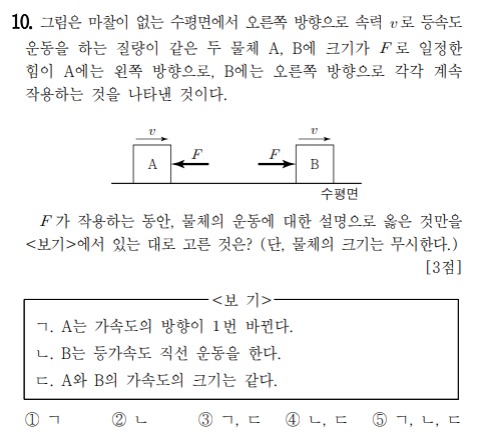 10. 그림은 마찰이 없는 수평면에서 오른쪽 방향으로 속력 v로 등속도
운동을 하는 질량이 같은 두 물체 A, B에 크기가 F로 일정한
힘이 A에는 왼쪽 방향으로, B에는 오른쪽 방향으로 각각 계속
작용하는 것을 나타낸 것이다.
v v
A F F B
수평면
F가 작용하는 동안, 물체의 운동에 대한 설명으로 옳은 것만을
<보기>에서 있는 대로 고른 것은? (단, 물체의 크기는 무시한다.)
[3점]
<보 기>
ㄱ. A는 가속도의 방향이 1번 바뀐다.
ㄴ. B는 등가속도 직선 운동을 한다.
ㄷ. A와 B의 가속도의 크기는 같다.
① ㄱ ② ㄴ ③ ㄱ, ㄷ ④ ㄴ, ㄷ ⑤ ㄱ, ㄴ, ㄷ